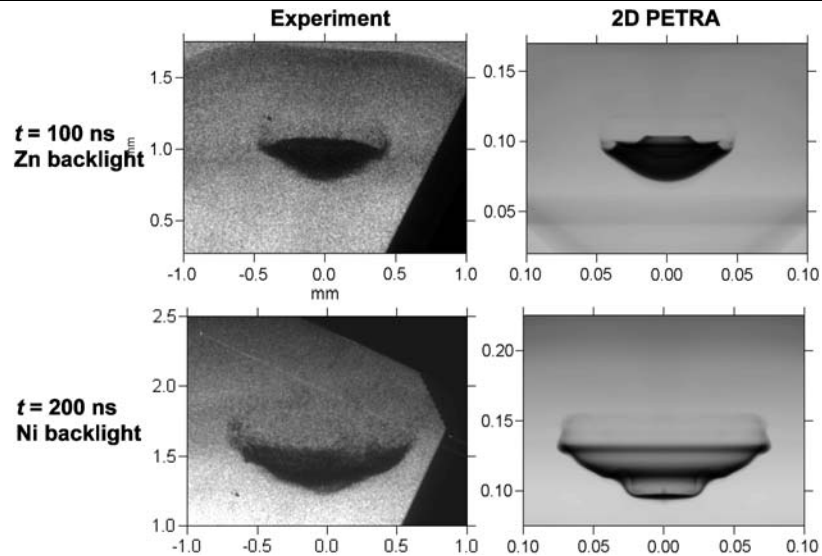 Experiment
2D PETRA
t = 100 ns
Zn backlight
mm
1.5
1.0
0.5
-1.0 -0.5 0.0 0.5 1.0
mm
0.15
0.10
0.05
0.10 0.05 0.00 0.05 0.10
t = 200 ns
Ni backlight
2.5
2.0
1.5
1.0
-1.0 -0.5 0.0 0.5 1.0
0.20
0.15
0.10
0.10 0.05 0.00 0.05 0.10